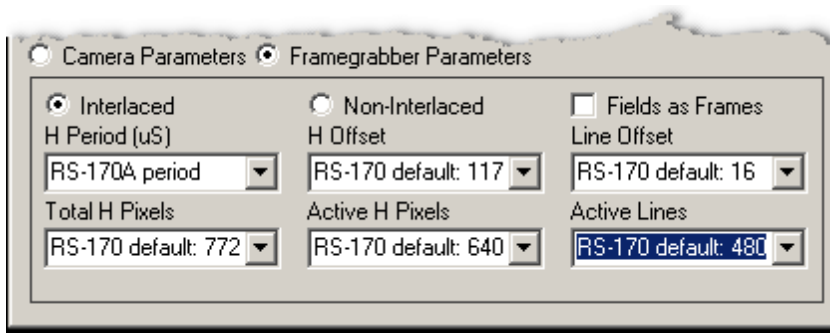 Camera Parameters Framegrabber Parameters
Interlaced Non-Interlaced Fields as Frames
H Period (uS) H Offset Line Offset
RS-170A period RS-170 default: 117 RS-170 default: 16
Total H Pixels Active H Pixels Active Lines
RS-170 default: 772 RS-170 default: 640 RS-170 default: 480